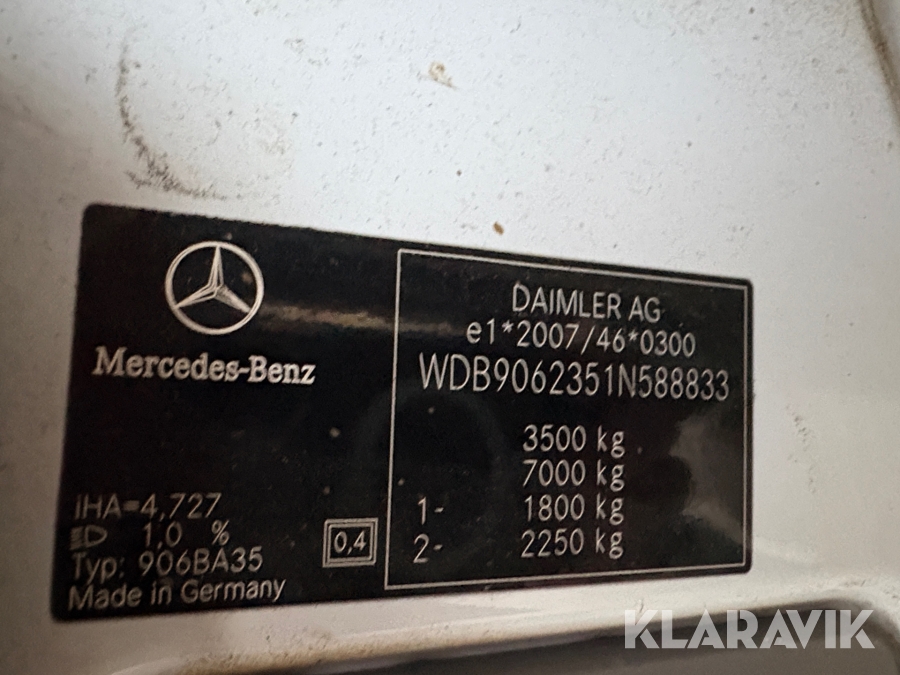 Mercedes-Benz
iHA=4,727
1,0 %
Typ: 906BA35
Made in Germany
0,4
DAIMLER AG
e1*2007/46*0300
WDB9062351N588833
3500 kg
7000 kg
1- 1800 kg
2- 2250 kg
KLARAVIK